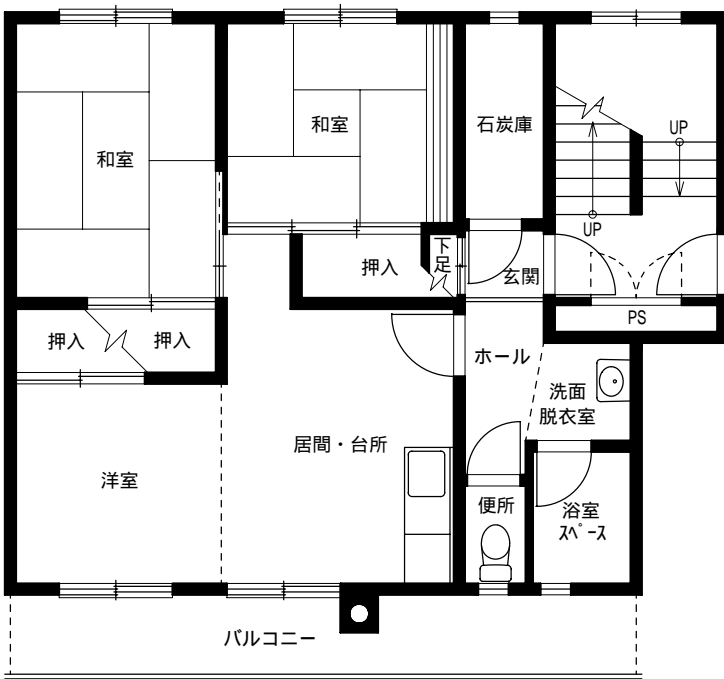 和室
和室
石炭庫
UP
UP
押入
下足
玄関
PS
押入
押入
ホール
洗面
脱衣室
居間・台所
洋室
便所
浴室
ｽﾍﾟｰｽ
バルコニー